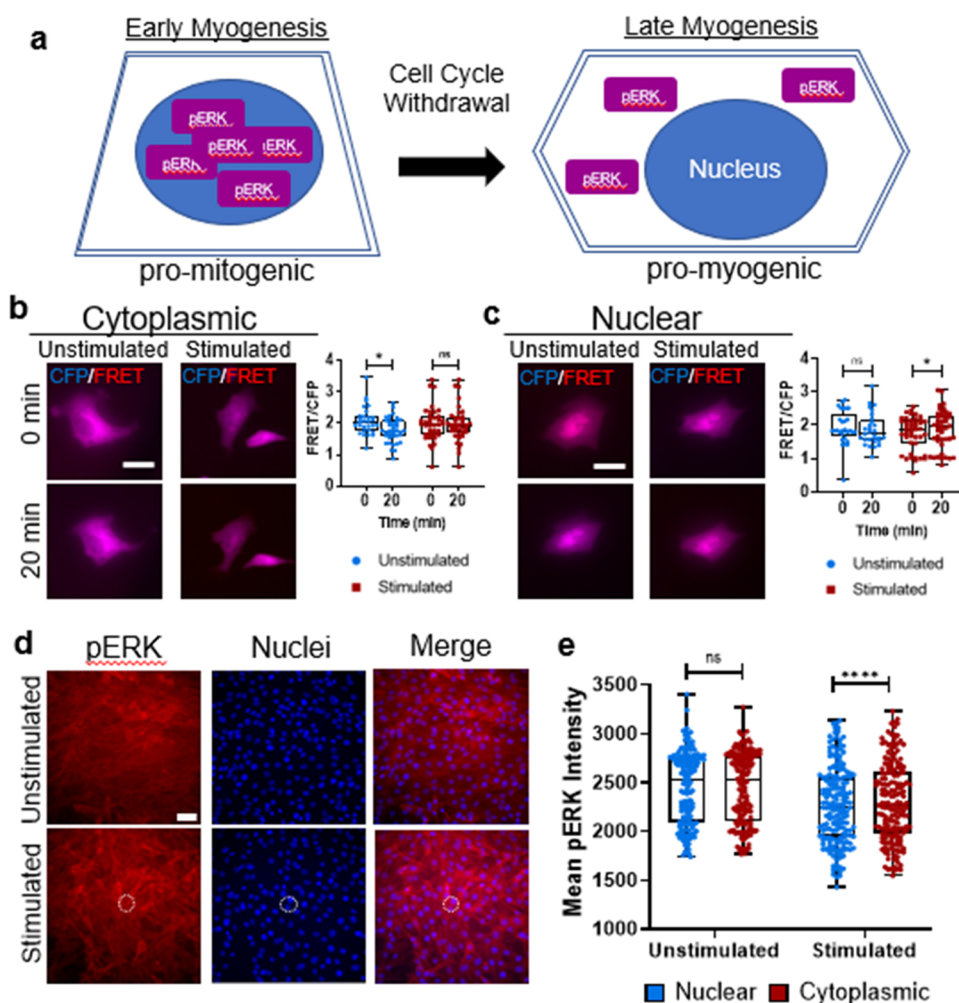 a
Early Myogenesis
pERK
pERK
ERK
pERK
pERK
pro-mitogenic
Cell Cycle
Withdrawal
Late Myogenesis
pERK
pERK
pERK
Nucleus
pro-myogenic
b
Cytoplasmic
Unstimulated Stimulated
CFP/FRET CFP/FRET
0 min
20 min
FRET/CFP
4
3
2
1
0
* ns
0 20 0 20
Time (min)
Unstimulated
Stimulated
c
Nuclear
Unstimulated Stimulated
CFP/FRET CFP/FRET
FRET/CFP
4
3
2
1
0
ns *
0 20 0 20
Time (min)
Unstimulated
Stimulated
d
pERK Nuclei Merge
Unstimulated
Stimulated
e
Mean pERK Intensity
3500
3000
2500
2000
1500
1000
ns ****
Unstimulated Stimulated
Nuclear Cytoplasmic